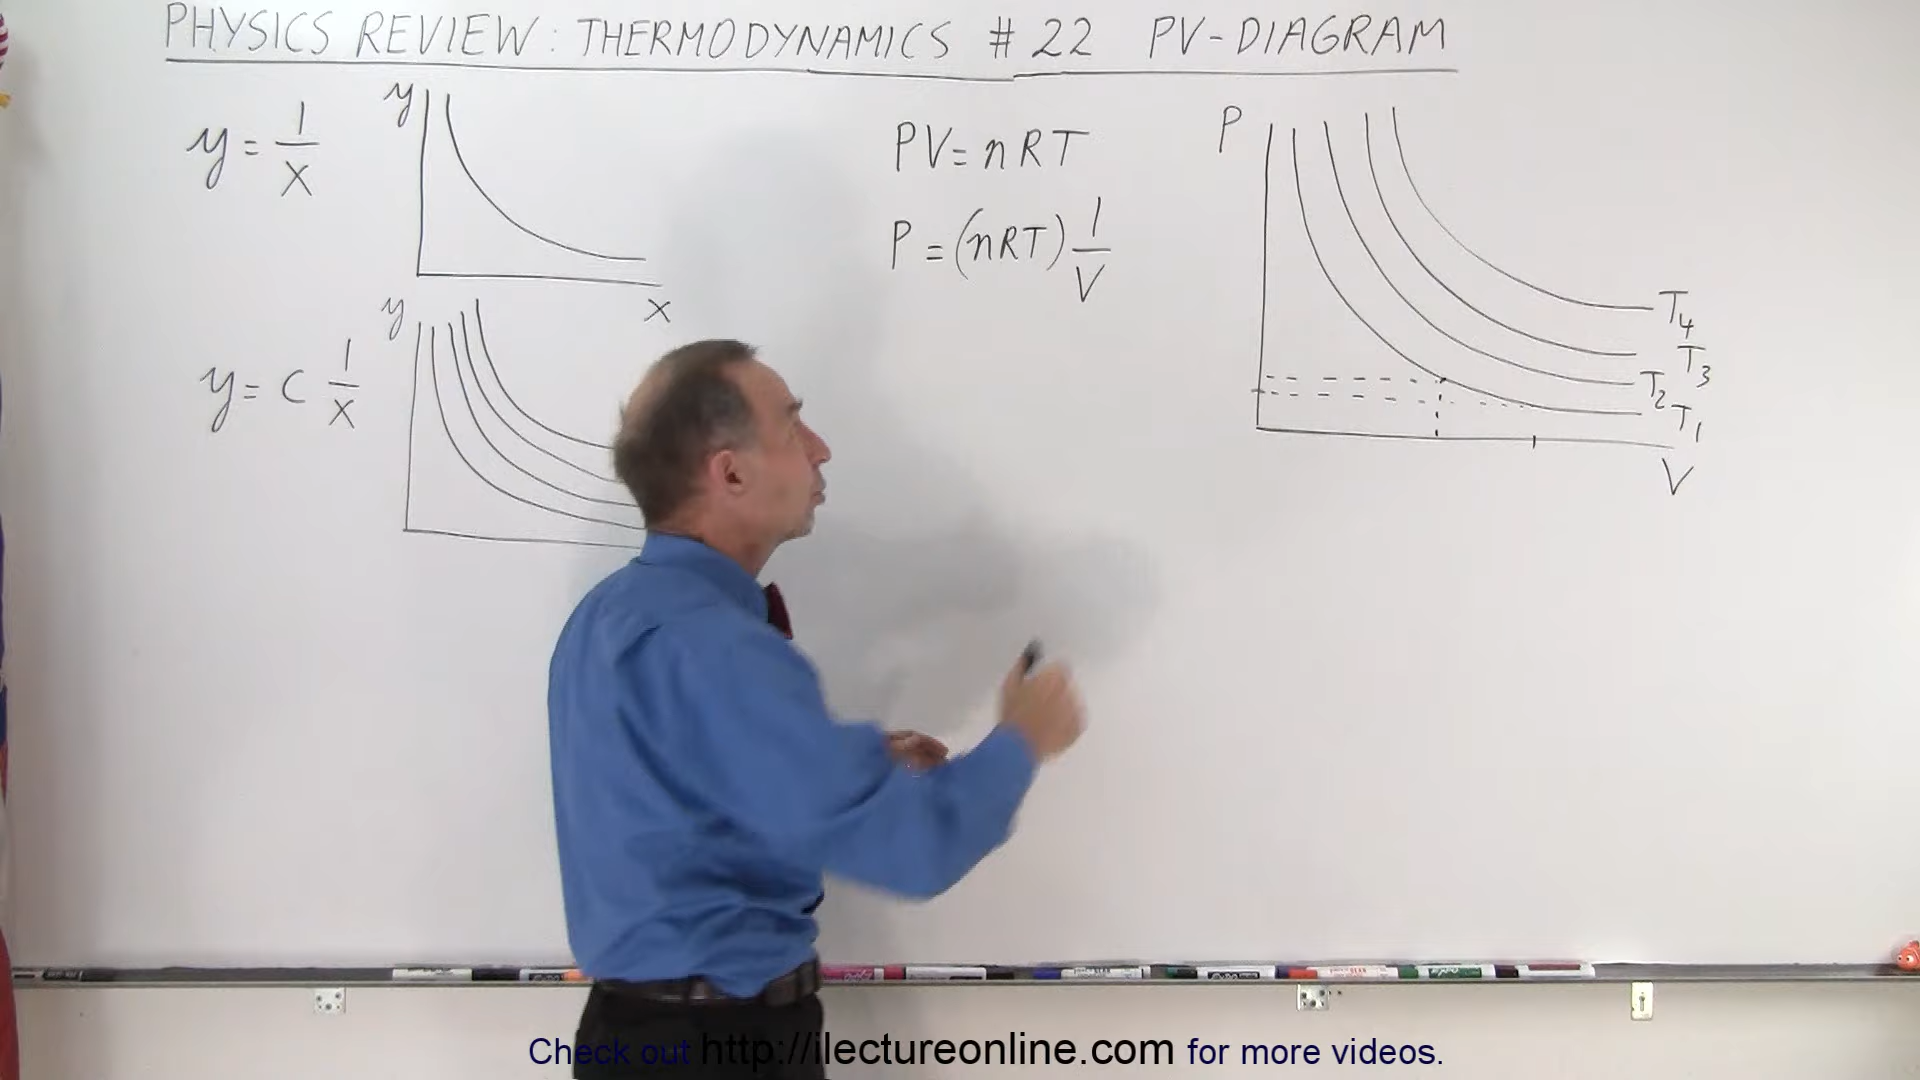 PHYSICS REVIEW: THERMODYNAMICS # 22 PV-DIAGRAM
y = 1/X
y
X
y = C 1/X
y
PV = nRT
P = (nRT) 1/V
P
T4
T3
T2
T1
V
Check out http://ilectureonline.com for more videos.